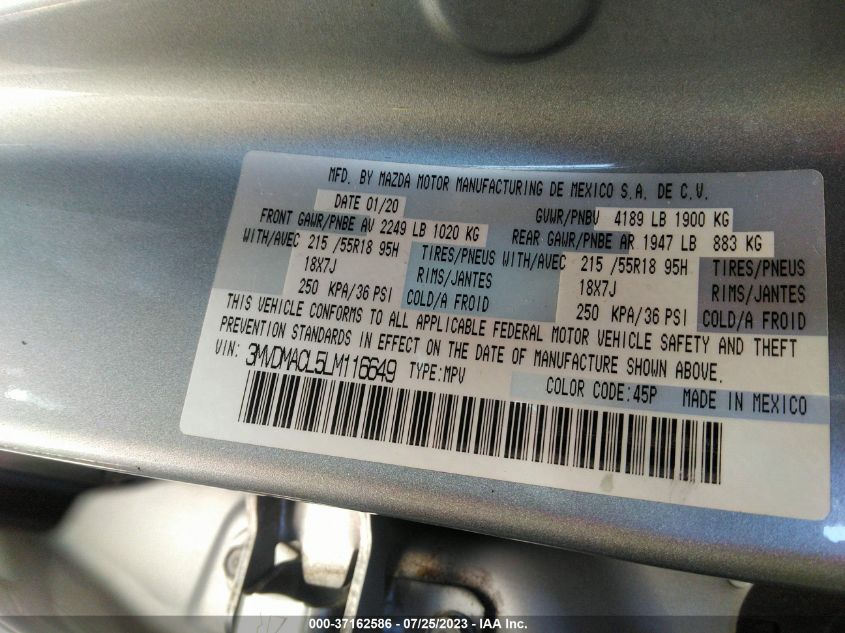 MFD. BY MAZDA MOTOR MANUFACTURING DE MEXICO S.A. DE C.V.
DATE 01/20 GVWR/PNBV 4189 LB 1900 KG
FRONT GAWR/PNBE AV 2249 LB 1020 KG REAR GAWR/PNBE AR 1947 LB 883 KG
WITH/AVEC 215 /55R18 95H TIRES/PNEUS WITH/AVEC 215 /55R18 95H TIRES/PNEUS
18X7J RIMS/JANTES 18X7J RIMS/JANTES
250 KPA/36 PSI COLD/A FROID 250 KPA/36 PSI COLD/A FROID
THIS VEHICLE CONFORMS TO ALL APPLICABLE FEDERAL MOTOR VEHICLE SAFETY AND THEFT
PREVENTION STANDARDS IN EFFECT ON THE DATE OF MANUFACTURE SHOWN ABOVE.
VIN: 3MVDMACL5LM116649 TYPE:MPV
COLOR CODE:45P MADE IN MEXICO
000-37162586 - 07/25/2023 - IAA Inc.